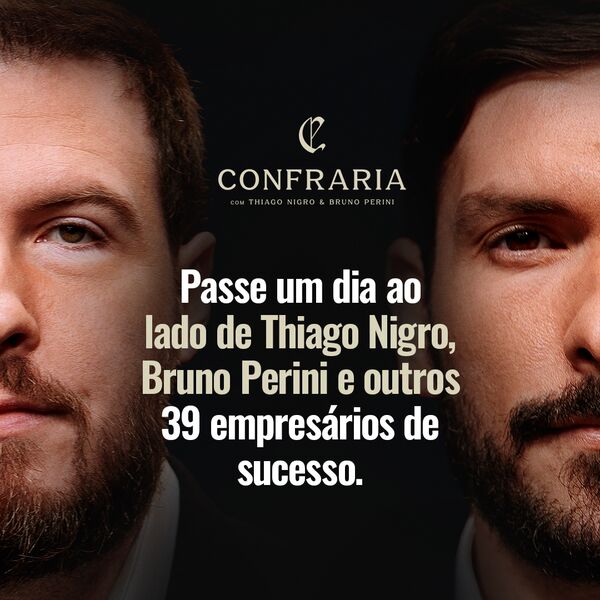 CONFRARIA
COM THIAGO NIGRO & BRUNO PERINI
Passe um dia ao
lado de Thiago Nigro,
Bruno Perini e outros
39 empresários de
sucesso.